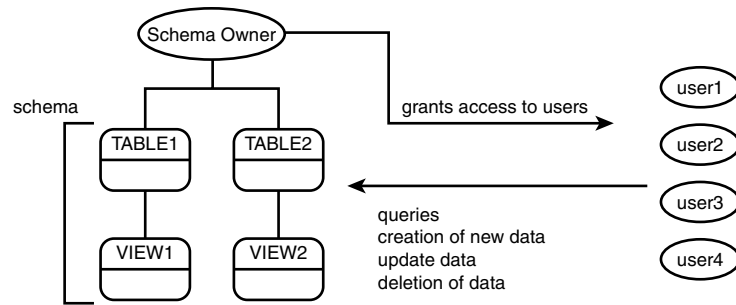 Schema Owner
schema
grants access to users
user1
TABLE1
TABLE2
user2
user3
queries
creation of new data
update data
deletion of data
VIEW1
VIEW2
user4